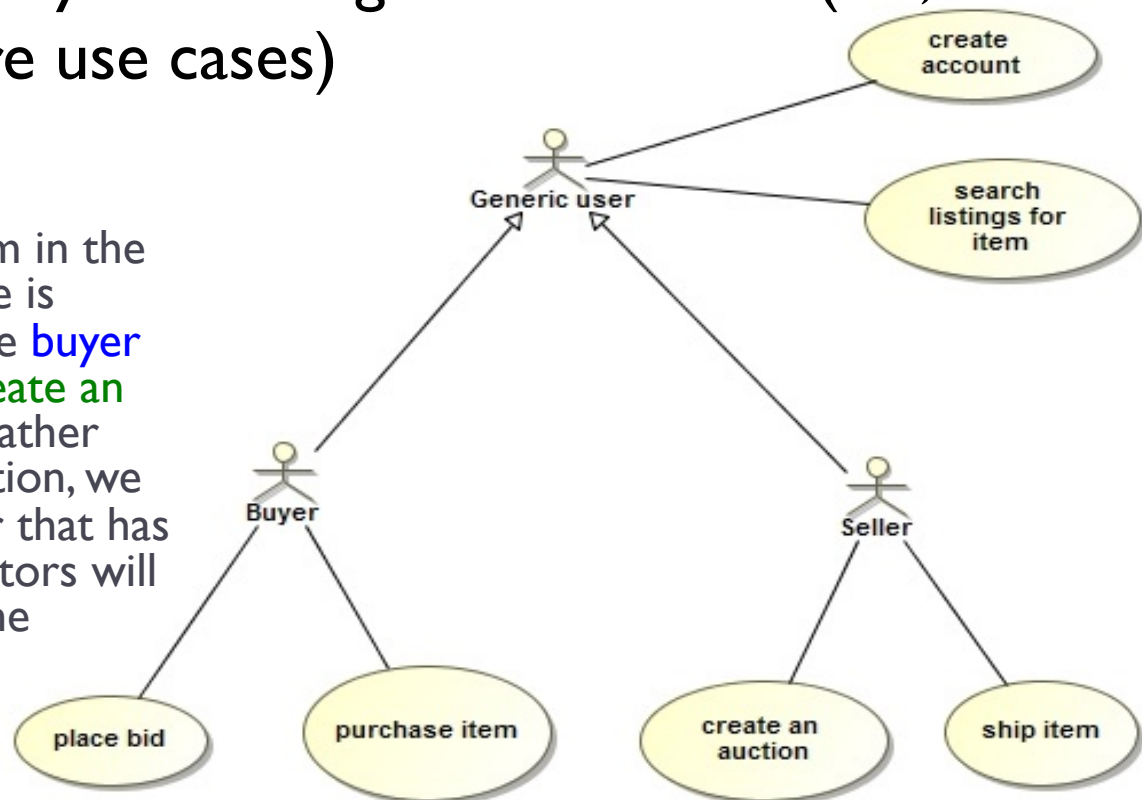 re use cases)
create
account
Generic user
search
listings for
item
m in the
e is
e buyer
eate an
ather
tion, we
r that has
tors will
ne
Buyer
Seller
place bid
purchase item
create an
auction
ship item